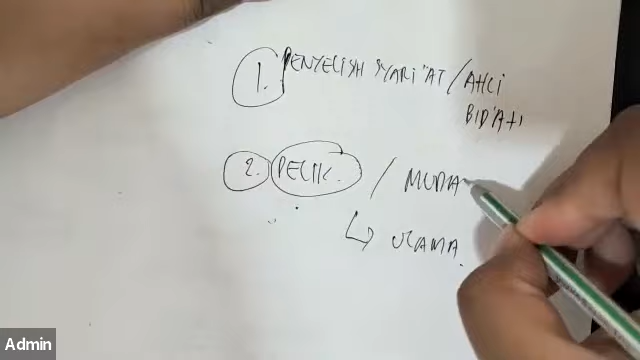 1. PENYELISIH SYARI'AT / AHLI
BID'AH
2. PELIK. / MUDA
↳ ULAMA.
Admin